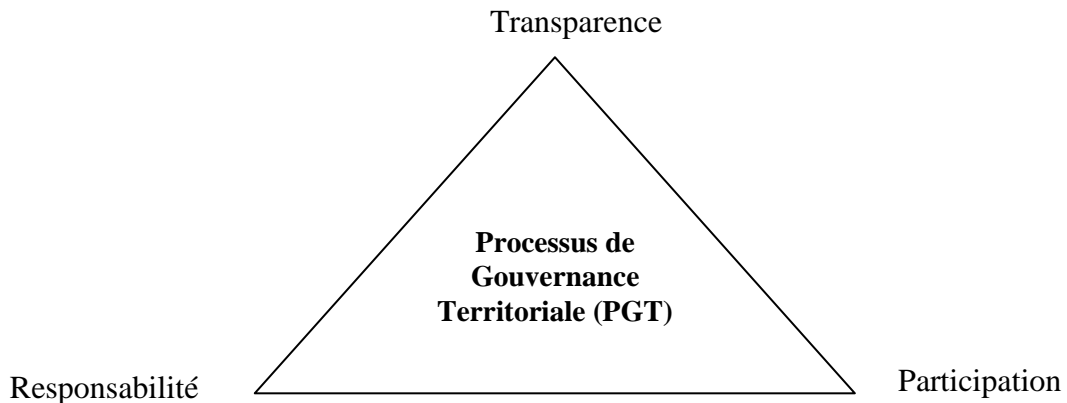 Transparence
Processus de
Gouvernance
Territoriale (PGT)
Responsabilité
Participation